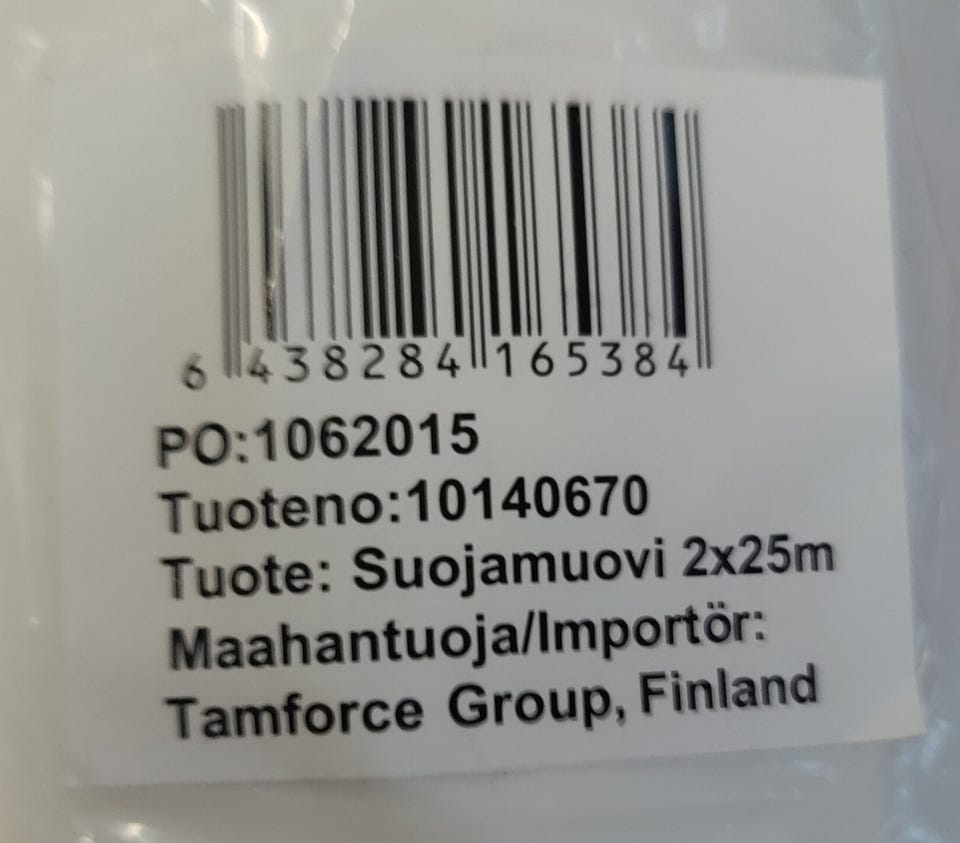 6 438284 165384
PO:1062015
Tuoteno:10140670
Tuote: Suojamuovi 2x25m
Maahantuoja/Importör:
Tamforce Group, Finland